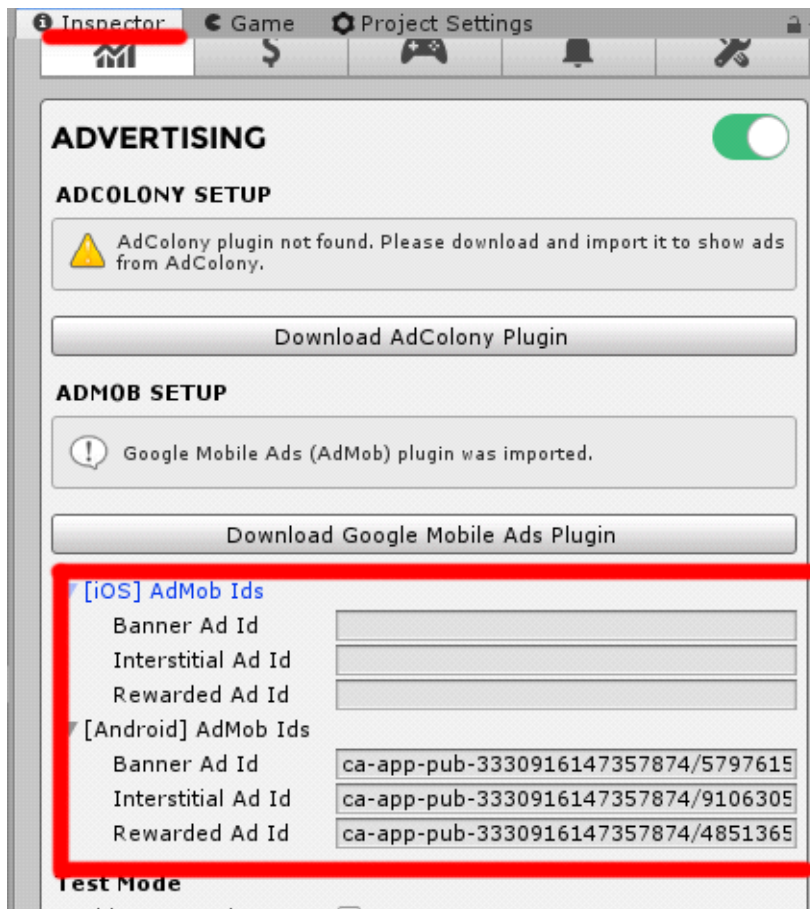 Inspector Game Project Settings
ADVERTISING
ADCOLONY SETUP
AdColony plugin not found. Please download and import it to show ads
from AdColony.
Download AdColony Plugin
ADMOB SETUP
Google Mobile Ads (AdMob) plugin was imported.
Download Google Mobile Ads Plugin
[iOS] AdMob Ids
Banner Ad Id
Interstitial Ad Id
Rewarded Ad Id
[Android] AdMob Ids
Banner Ad Id ca-app-pub-3330916147357874/5797615
Interstitial Ad Id ca-app-pub-3330916147357874/9106305
Rewarded Ad Id ca-app-pub-3330916147357874/4851365
Test Mode